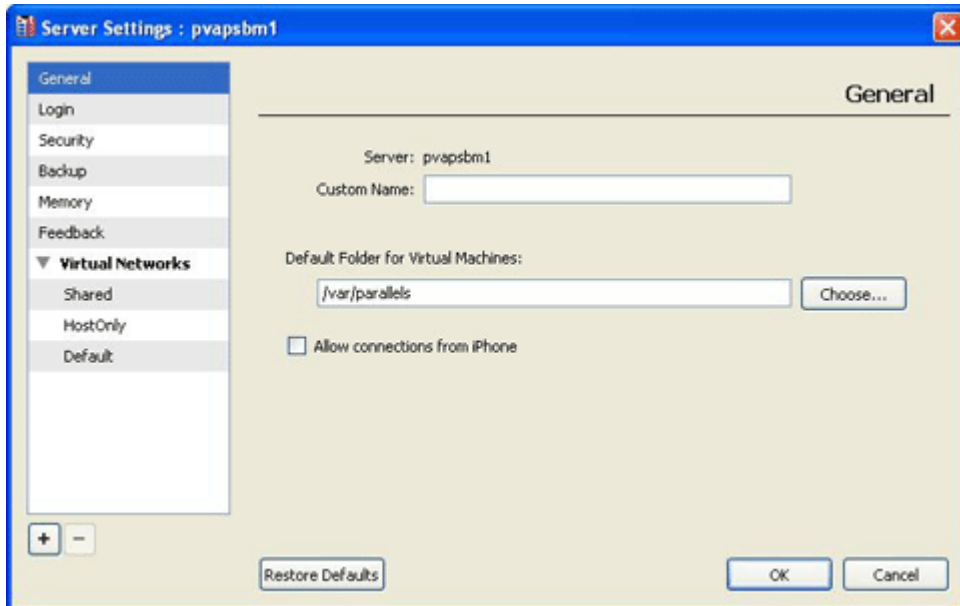 Server Settings : pvapsbm1
General
Login
Security
Backup
Memory
Feedback
Virtual Networks
Shared
HostOnly
Default
General
Server: pvapsbm1
Custom Name:
Default Folder for Virtual Machines:
/var/parallels
Choose...
Allow connections from iPhone
+ −
Restore Defaults
OK
Cancel